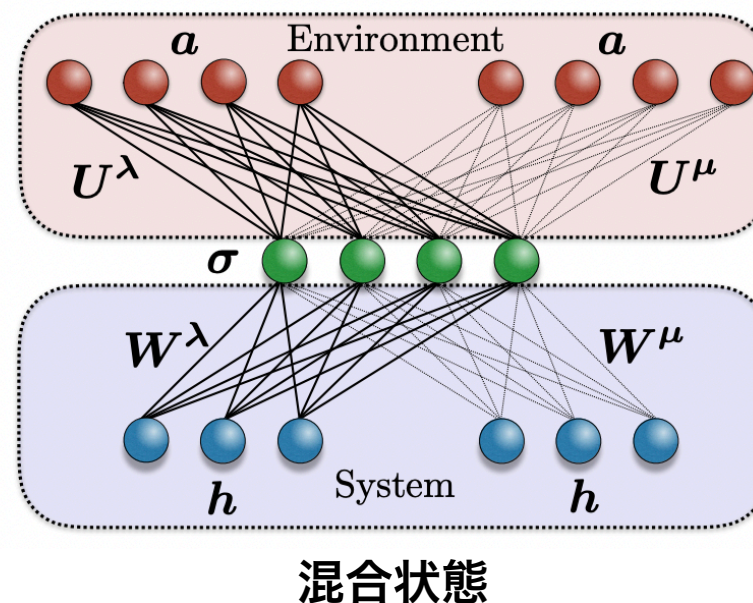 a Environment a
U^λ U^μ
σ
W^λ W^μ
h System h
混合状態